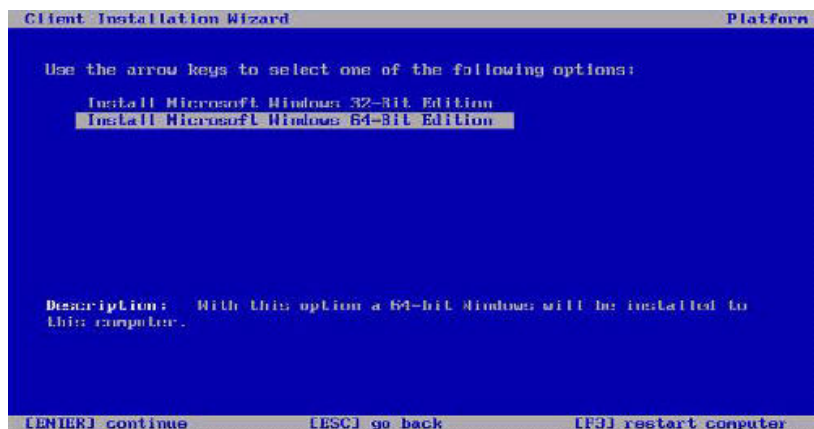 Client Installation Wizard Platform
Use the arrow keys to select one of the following options:
Install Microsoft Windows 32-Bit Edition
Install Microsoft Windows 64-Bit Edition
Description: With this option a 64-bit Windows will be installed to
this computer.
[ENTER] continue [ESC] go back [F3] restart computer